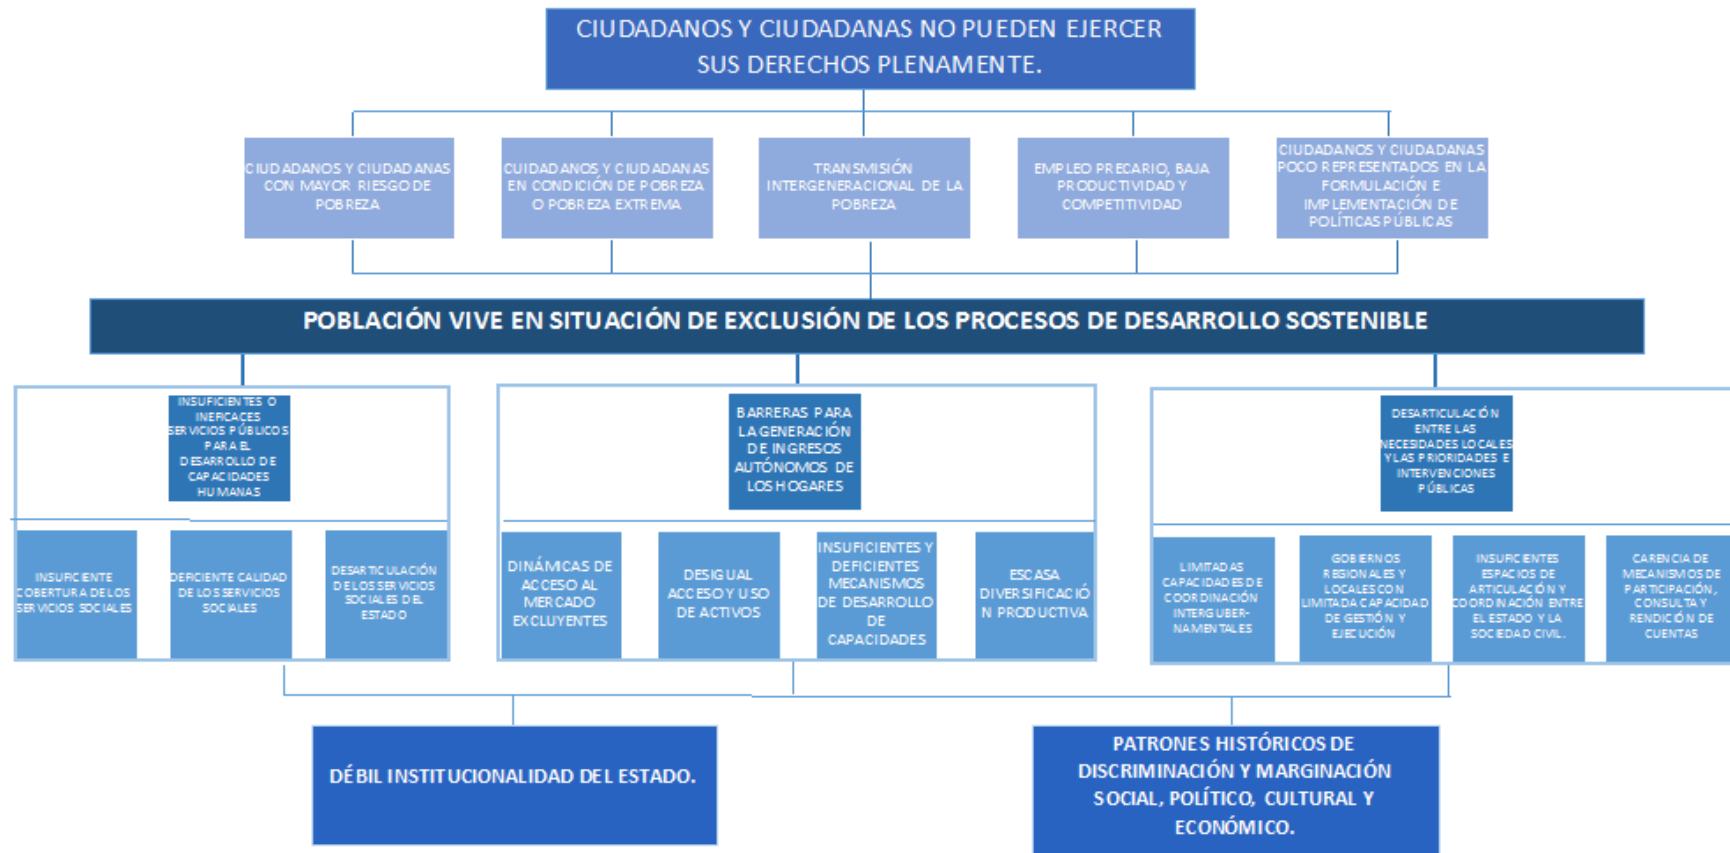 CIUDADANOS Y CIUDADANAS NO PUEDEN EJERCER
SUS DERECHOS PLENAMENTE.
CIUDADANOS Y CIUDADANAS
CON MAYOR RIESGO DE
POBREZA
CUIDADANOS Y CIUDADANAS
EN CONDICIÓN DE POBREZA
O POBREZA EXTREMA
TRANSMISIÓN
INTERGENERACIONAL DE LA
POBREZA
EMPLEO PRECARIO, BAJA
PRODUCTIVIDAD Y
COMPETITIVIDAD
CIUDADANOS Y CIUDADANAS
POCO REPRESENTADOS EN LA
FORMULACIÓN E
IMPLEMENTACIÓN DE
POLÍTICAS PÚBLICAS
POBLACIÓN VIVE EN SITUACIÓN DE EXCLUSIÓN DE LOS PROCESOS DE DESARROLLO SOSTENIBLE
INSUFICIENTES O
INEFICACES
SERVICIOS PÚBLICOS
PARA EL
DESARROLLO DE
CAPACIDADES
HUMANAS
INSUFICIENTE
COBERTURA DE LOS
SERVICIOS SOCIALES
DEFICIENTE CALIDAD
DE LOS SERVICIOS
SOCIALES
DESARTICULACIÓN
DE LOS SERVICIOS
SOCIALES DEL
ESTADO
BARRERAS PARA
LA GENERACIÓN
DE INGRESOS
AUTÓNOMOS DE
LOS HOGARES
DINÁMICAS DE
ACCESO AL
MERCADO
EXCLUYENTES
DESIGUAL
ACCESO Y USO
DE ACTIVOS
INSUFICIENTES Y
DEFICIENTES
MECANISMOS
DE DESARROLLO
DE
CAPACIDADES
ESCASA
DIVERSIFICACIÓ
N PRODUCTIVA
DESARTICULACIÓN
ENTRE LAS
NECESIDADES LOCALES
Y LAS PRIORIDADES E
INTERVENCIONES
PÚBLICAS
LIMITADAS
CAPACIDADES DE
COORDINACIÓN
INTERGUBER-
NAMENTALES
GOBIERNOS
REGIONALES Y
LOCALES CON
LIMITADA CAPACIDAD
DE GESTIÓN Y
EJECUCIÓN
INSUFICIENTES
ESPACIOS DE
ARTICULACIÓN Y
COORDINACIÓN ENTRE
EL ESTADO Y LA
SOCIEDAD CIVIL.
CARENCIA DE
MECANISMOS DE
PARTICIPACIÓN,
CONSULTA Y
RENDICIÓN DE
CUENTAS
DÉBIL INSTITUCIONALIDAD DEL ESTADO.
PATRONES HISTÓRICOS DE
DISCRIMINACIÓN Y MARGINACIÓN
SOCIAL, POLÍTICO, CULTURAL Y
ECONÓMICO.